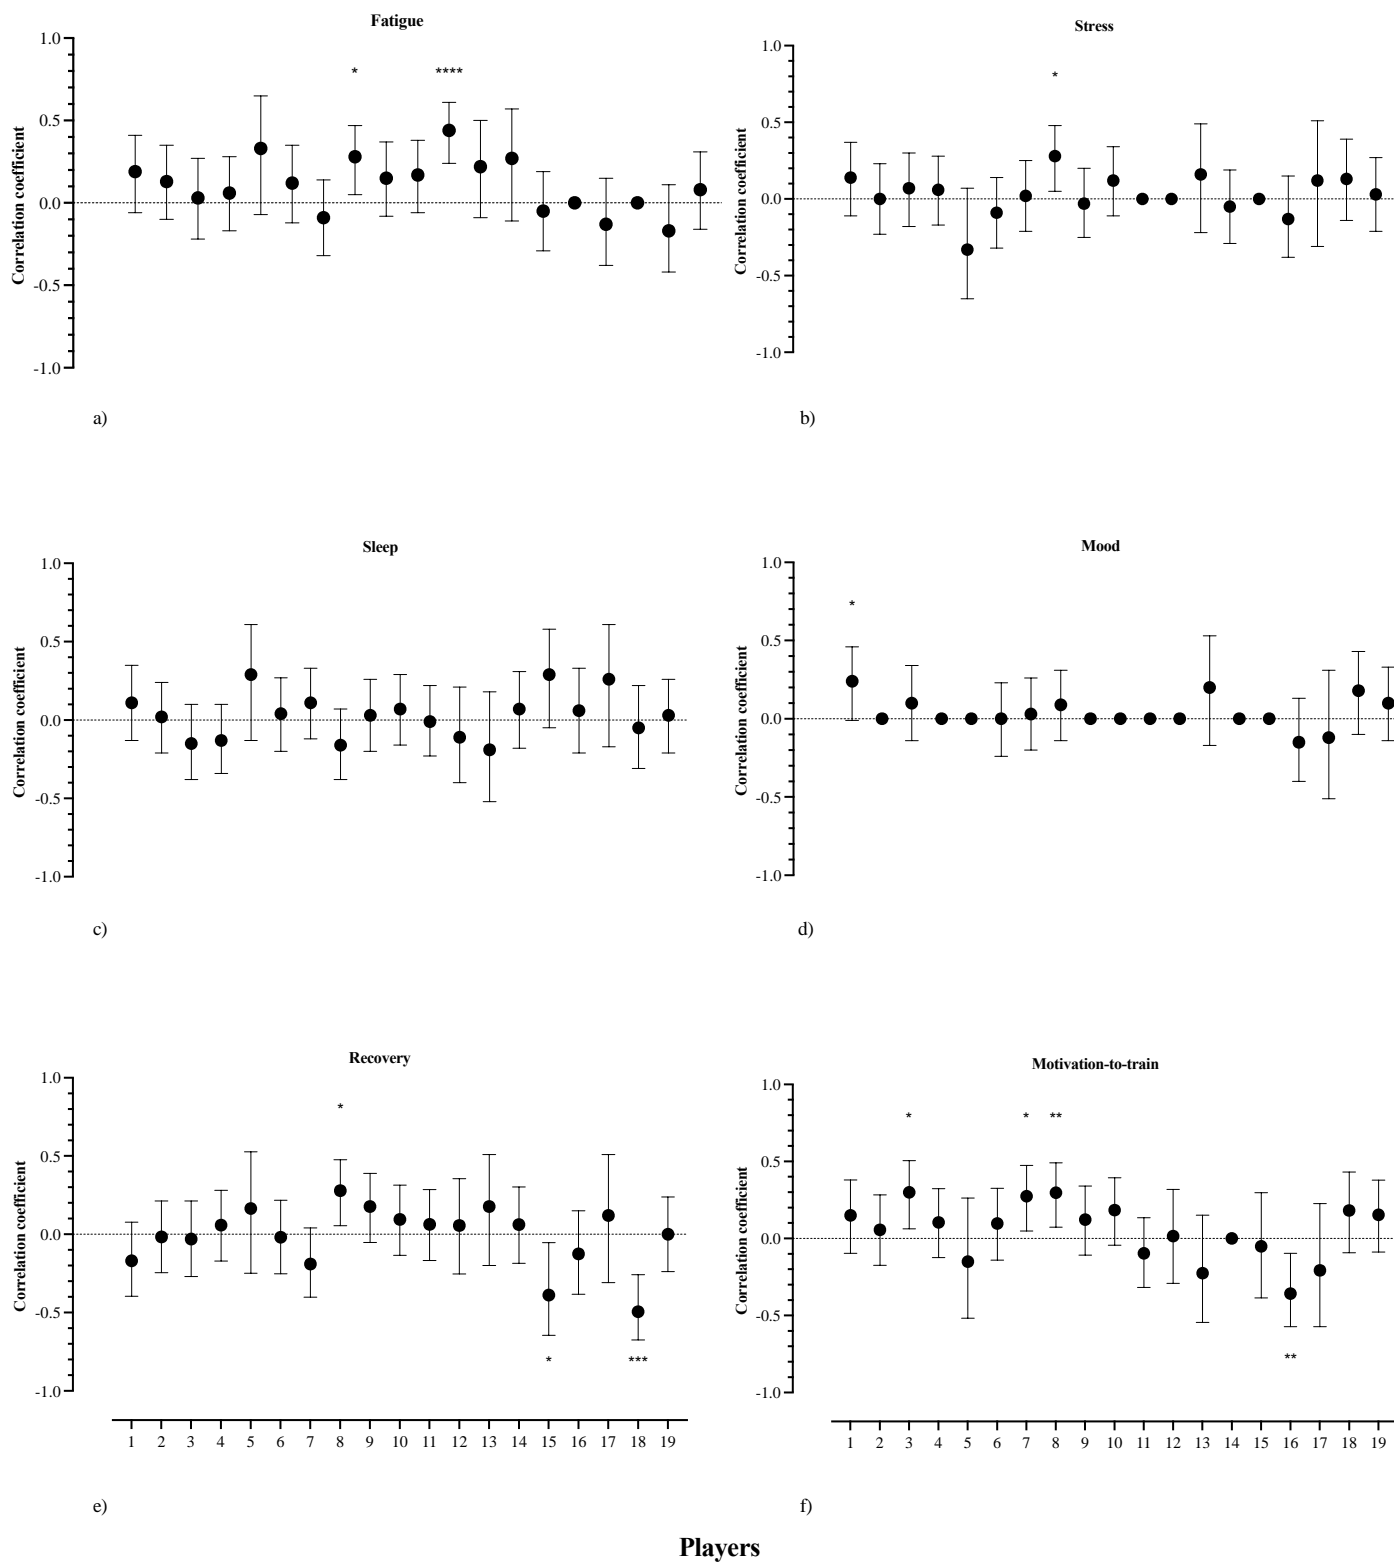 Fatigue
Correlation coefficient
1.0
0.5
0.0
-0.5
-1.0
*
****
a)
Stress
Correlation coefficient
1.0
0.5
0.0
-0.5
-1.0
*
b)
Sleep
Correlation coefficient
1.0
0.5
0.0
-0.5
-1.0
c)
Mood
Correlation coefficient
1.0
0.5
0.0
-0.5
-1.0
*
d)
Recovery
Correlation coefficient
1.0
0.5
0.0
-0.5
-1.0
*
*
***
1 2 3 4 5 6 7 8 9 10 11 12 13 14 15 16 17 18 19
e)
Motivation-to-train
Correlation coefficient
1.0
0.5
0.0
-0.5
-1.0
*
*
**
**
1 2 3 4 5 6 7 8 9 10 11 12 13 14 15 16 17 18 19
f)
Players